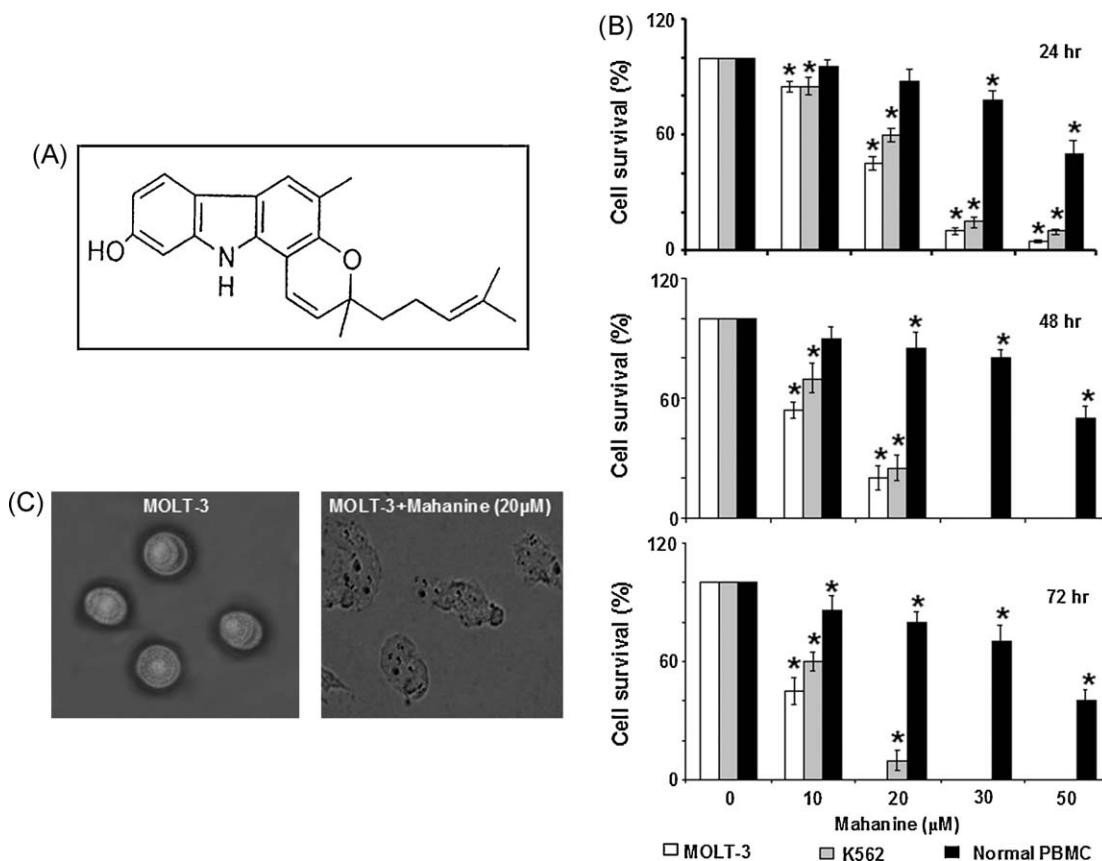 (A)
HO
N
H
O
(B)
120
60
0
Cell survival (%)
24 hr
* * * * * * * * * *
120
60
0
Cell survival (%)
48 hr
* * * * * * *
120
60
0
Cell survival (%)
72 hr
* * * * * * *
0 10 20 30 50
Mahanine (µM)
MOLT-3 K562 Normal PBMC
(C)
MOLT-3
MOLT-3+Mahanine (20µM)